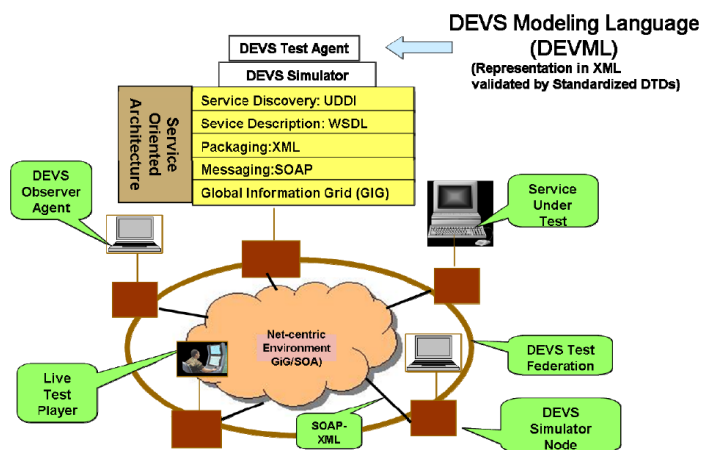 DEVS Modeling Language
(DEVML)
(Representation in XML
validated by Standardized DTDs)
DEVS Test Agent
DEVS Simulator
Service
Oriented
Architecture
Service Discovery: UDDI
Sevice Description: WSDL
Packaging:XML
Messaging:SOAP
Global Information Grid (GIG)
DEVS
Observer
Agent
Service
Under
Test
Net-centric
Environment
GiG/SOA)
Live
Test
Player
DEVS Test
Federation
SOAP-
XML
DEVS
Simulator
Node